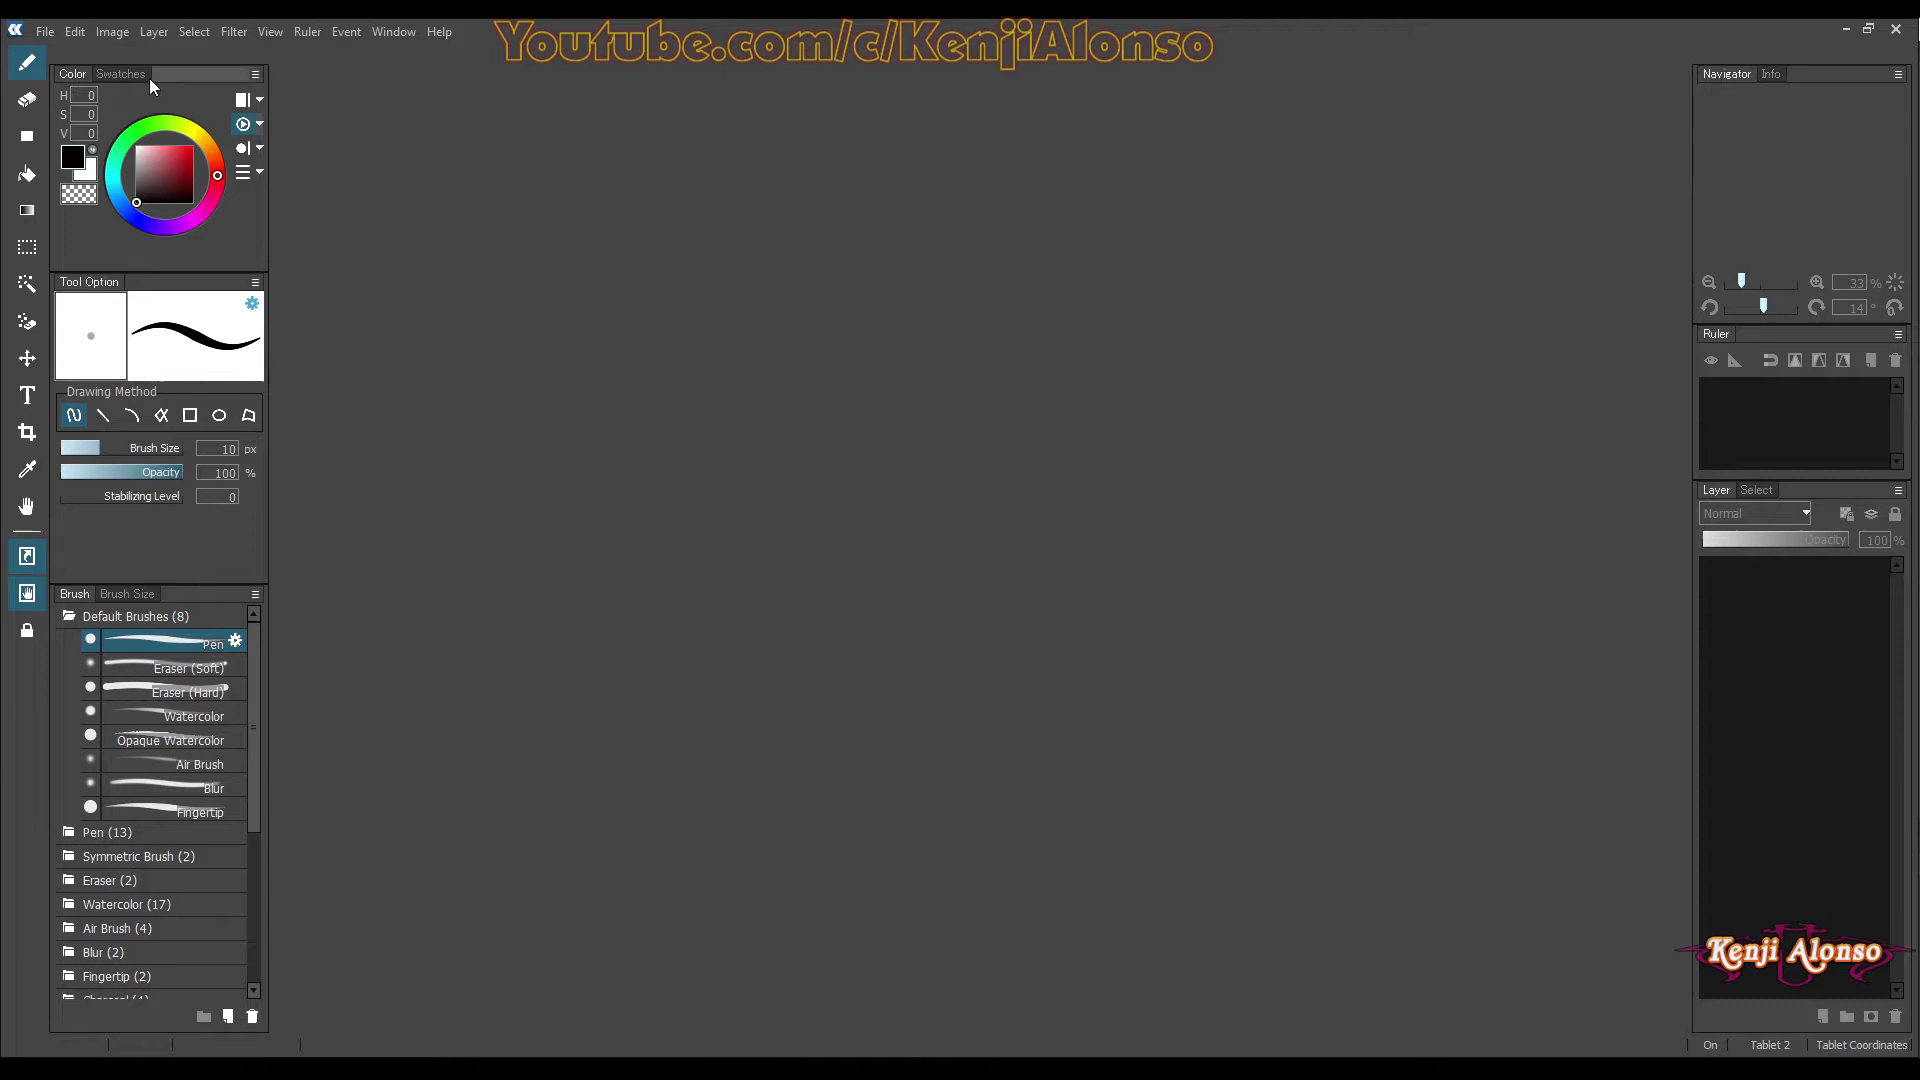 File Edit Image Layer Select Filter View Ruler Event Window Help
Youtube.com/c/KenjiAlonso
Color Swatches
H 0
S 0
V 0
Tool Option
Drawing Method
Brush Size 10 px
Opacity 100 %
Stabilizing Level 0
Brush Brush Size
Default Brushes (8)
Pen
Eraser (Soft)
Eraser (Hard)
Watercolor
Opaque Watercolor
Air Brush
Blur
Fingertip
Pen (13)
Symmetric Brush (2)
Eraser (2)
Watercolor (17)
Air Brush (4)
Blur (2)
Fingertip (2)
Charcoal (4)
Navigator Info
33 %
14 °
Ruler
Layer Select
Normal
Opacity 100 %
Kenji Alonso
On Tablet 2 Tablet Coordinates